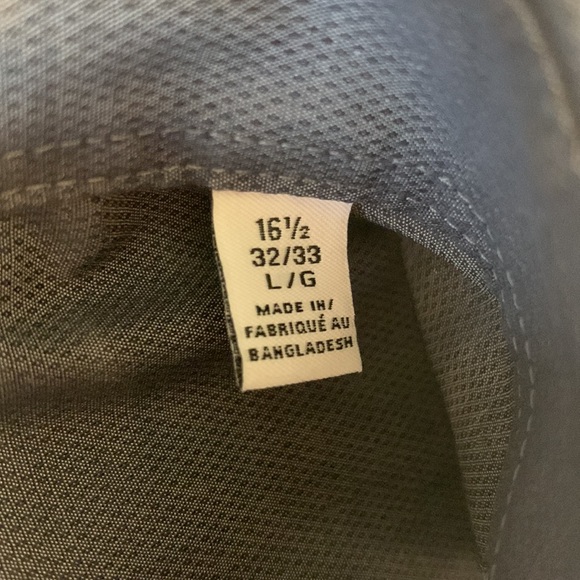 16½
32/33
L/G
MADE IN/
FABRIQUÉ AU
BANGLADESH